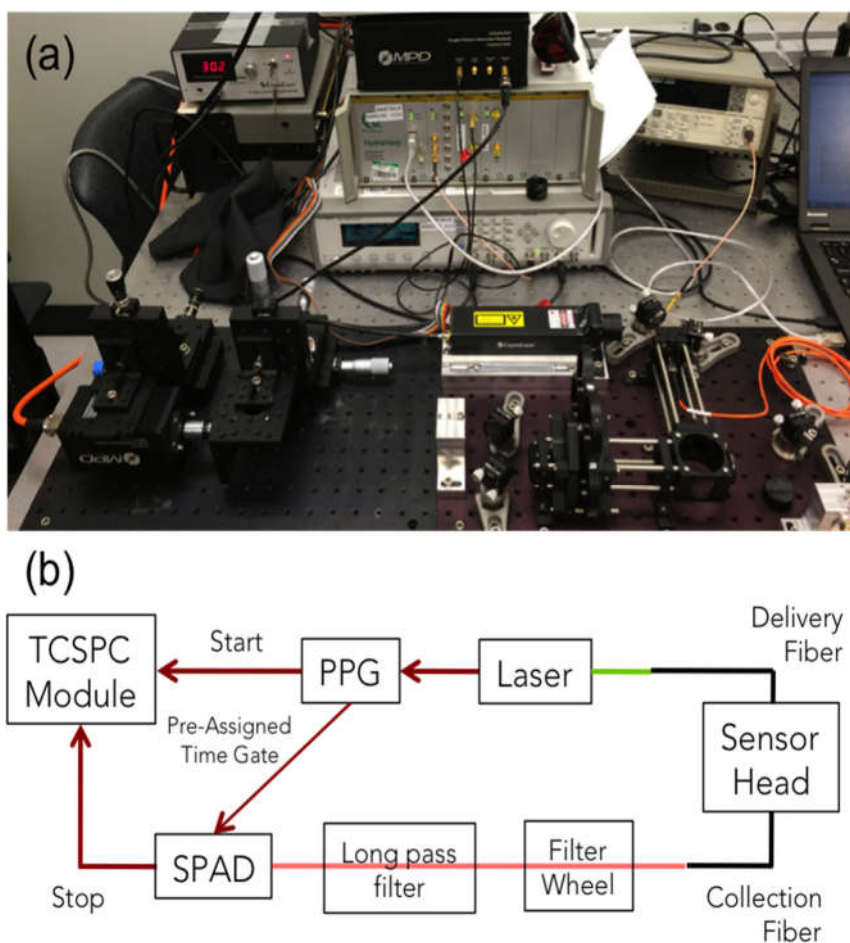 (a)
302
MPD
MPD
(b)
TCSPC
Module
Start
PPG
Laser
Delivery
Fiber
Pre-Assigned
Time Gate
Sensor
Head
SPAD
Long pass
filter
Filter
Wheel
Stop
Collection
Fiber